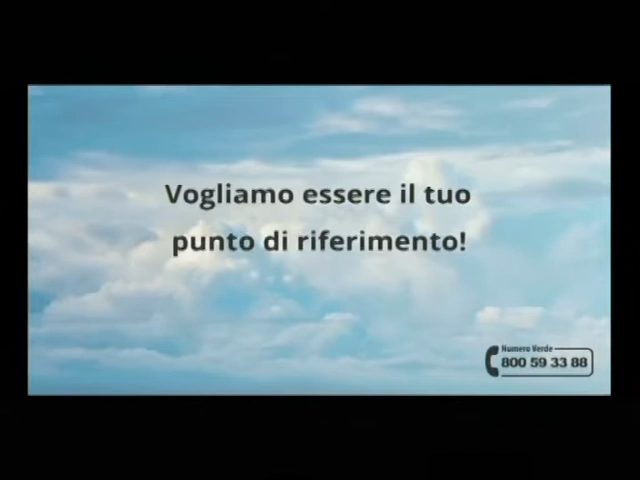 Vogliamo essere il tuo
punto di riferimento!
Numero Verde
800 59 33 88